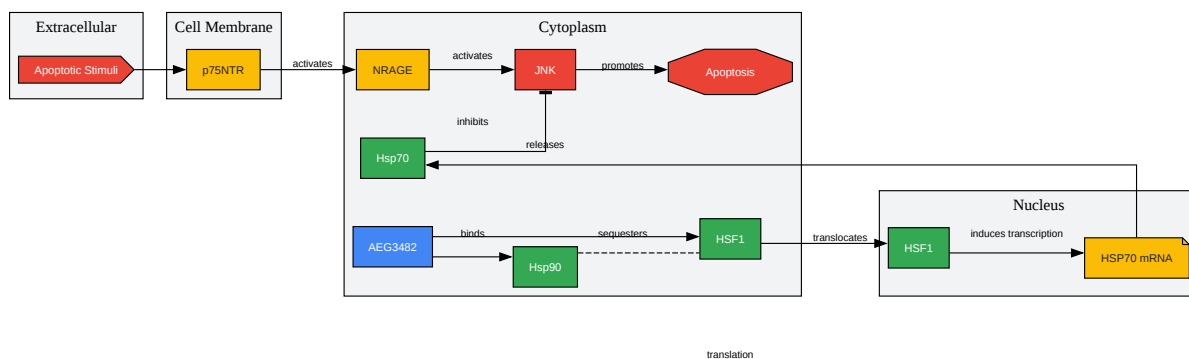 Extracellular
Cell Membrane
Cytoplasm
Apoptotic Stimuli
p75NTR
activates
NRAGE
activates
JNK
promotes
Apoptosis
inhibits
releases
Hsp70
Nucleus
AEG3482
binds
sequesters
HSF1
translocates
HSF1
induces transcription
HSP70 mRNA
Hsp90
translation